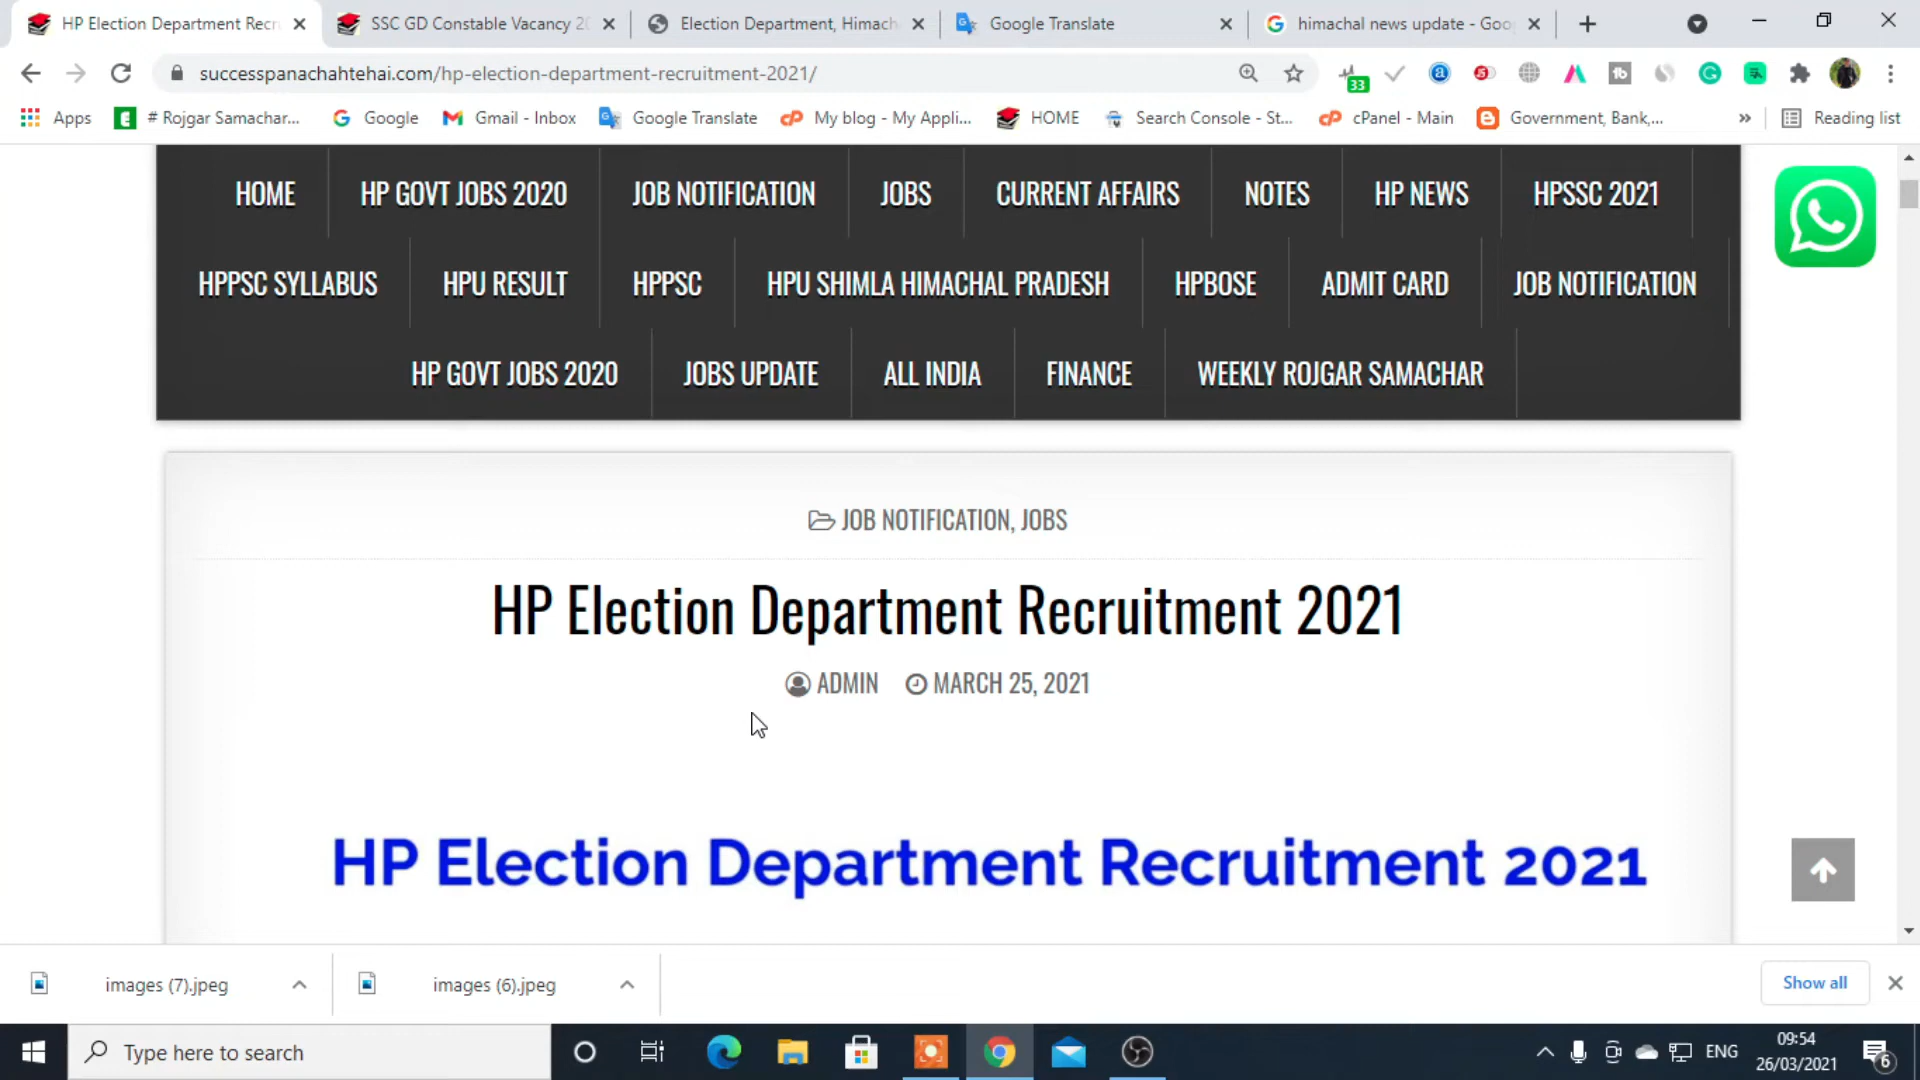 HP Election Department Recr
SSC GD Constable Vacancy 20
Election Department, Himach
Google Translate
himachal news update - Goo
successpanachahtehai.com/hp-election-department-recruitment-2021/
33
Apps
# Rojgar Samachar...
Google
Gmail - Inbox
Google Translate
My blog - My Appli...
HOME
Search Console - St...
cPanel - Main
Government, Bank,...
Reading list
HOME
HP GOVT JOBS 2020
JOB NOTIFICATION
JOBS
CURRENT AFFAIRS
NOTES
HP NEWS
HPSSC 2021
HPPSC SYLLABUS
HPU RESULT
HPPSC
HPU SHIMLA HIMACHAL PRADESH
HPBOSE
ADMIT CARD
JOB NOTIFICATION
HP GOVT JOBS 2020
JOBS UPDATE
ALL INDIA
FINANCE
WEEKLY ROJGAR SAMACHAR
JOB NOTIFICATION, JOBS
HP Election Department Recruitment 2021
ADMIN
MARCH 25, 2021
HP Election Department Recruitment 2021
images (7).jpeg
images (6).jpeg
Show all
Type here to search
ENG
09:54
26/03/2021
6